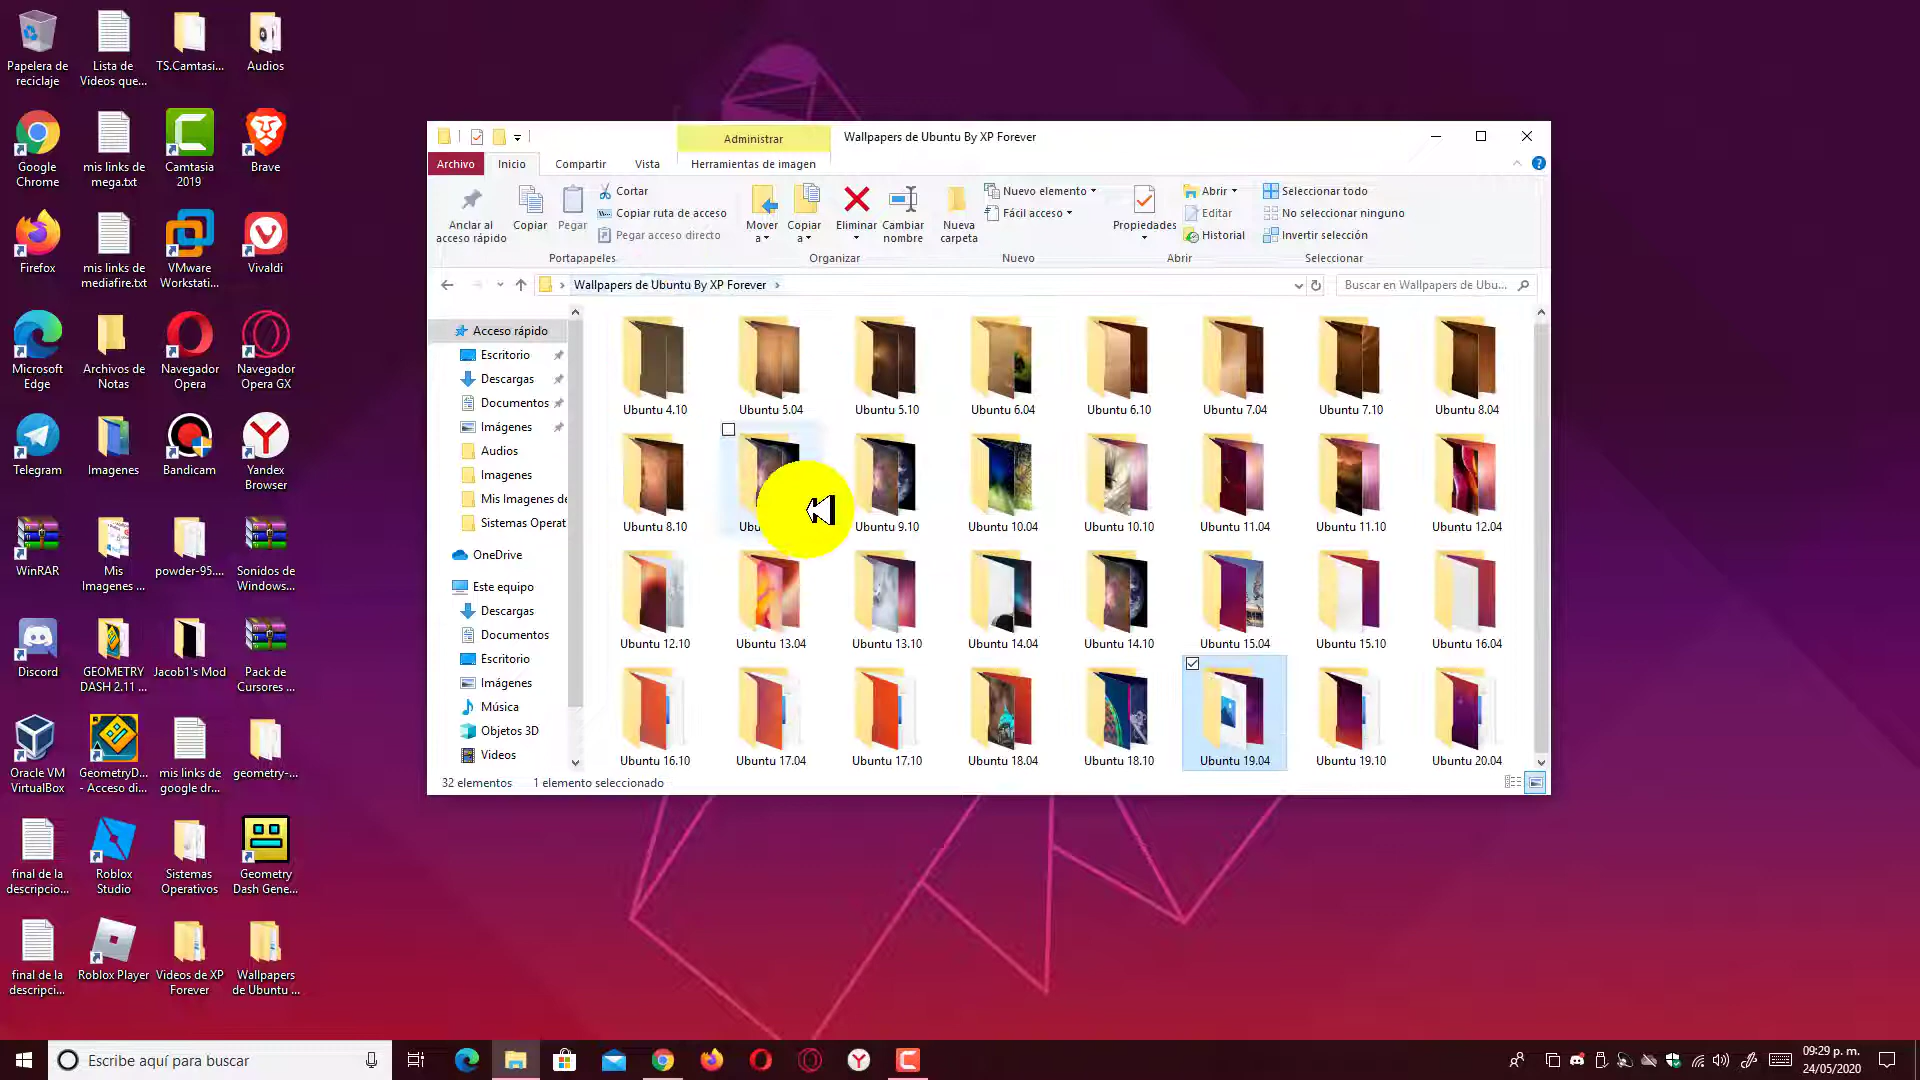 Papelera de
reciclaje
Lista de
Videos que...
TS.Camtasi...
Audios
Google
Chrome
mis links de
mega.txt
Camtasia
2019
Brave
Firefox
mis links de
mediafire.txt
VMware
Workstati...
Vivaldi
Microsoft
Edge
Archivos de
Notas
Navegador
Opera
Navegador
Opera GX
Telegram
Imagenes
Bandicam
Yandex
Browser
WinRAR
Mis
Imagenes ...
powder-95....
Sonidos de
Windows...
Discord
GEOMETRY
DASH 2.11 ...
Jacob1's Mod
Pack de
Cursores ...
Oracle VM
VirtualBox
GeometryD...
- Acceso di...
mis links de
google dr...
geometry-...
final de la
descripcio...
Roblox
Studio
Sistemas
Operativos
Geometry
Dash Gene...
final de la
descripci...
Roblox Player
Videos de XP
Forever
Wallpapers
de Ubuntu ...
Administrar
Wallpapers de Ubuntu By XP Forever
Archivo
Inicio
Compartir
Vista
Herramientas de imagen
Anclar al
acceso rápido
Copiar
Pegar
Cortar
Copiar ruta de acceso
Pegar acceso directo
Portapapeles
Mover
a
Copiar
a
Eliminar
Cambiar
nombre
Organizar
Nueva
carpeta
Nuevo elemento
Fácil acceso
Nuevo
Propiedades
Abrir
Editar
Historial
Abrir
Seleccionar todo
No seleccionar ninguno
Invertir selección
Seleccionar
Wallpapers de Ubuntu By XP Forever
Buscar en Wallpapers de Ubu...
Acceso rápido
Escritorio
Descargas
Documentos
Imágenes
Audios
Imagenes
Mis Imagenes de
Sistemas Operat
OneDrive
Este equipo
Descargas
Documentos
Escritorio
Imágenes
Música
Objetos 3D
Videos
Ubuntu 4.10
Ubuntu 5.04
Ubuntu 5.10
Ubuntu 6.04
Ubuntu 6.10
Ubuntu 7.04
Ubuntu 7.10
Ubuntu 8.04
Ubuntu 8.10
Ubuntu 9.10
Ubuntu 10.04
Ubuntu 10.10
Ubuntu 11.04
Ubuntu 11.10
Ubuntu 12.04
Ubuntu 12.10
Ubuntu 13.04
Ubuntu 13.10
Ubuntu 14.04
Ubuntu 14.10
Ubuntu 15.04
Ubuntu 15.10
Ubuntu 16.04
Ubuntu 16.10
Ubuntu 17.04
Ubuntu 17.10
Ubuntu 18.04
Ubuntu 18.10
Ubuntu 19.04
Ubuntu 19.10
Ubuntu 20.04
32 elementos
1 elemento seleccionado
Escribe aquí para buscar
09:29 p. m.
24/05/2020